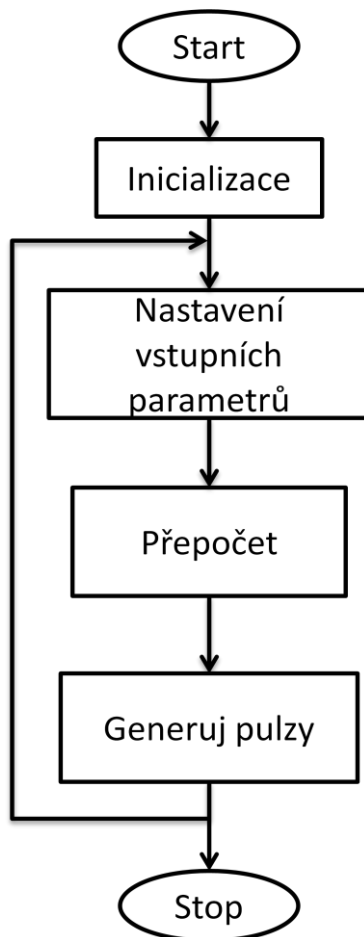 Start
Inicializace
Nastavení
vstupních
parametrů
Přepočet
Generuj pulzy
Stop